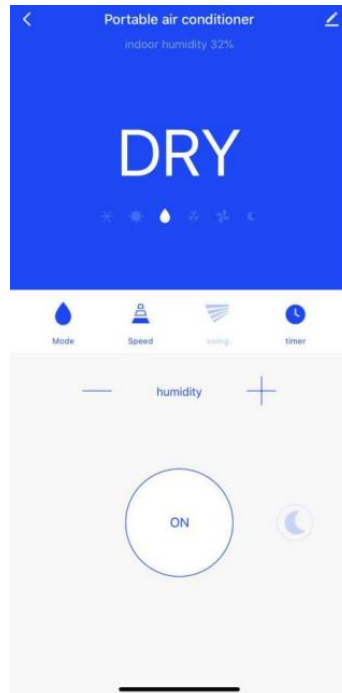 Portable air conditioner
indoor humidity 32%
DRY
Mode Speed swing timer
humidity
ON